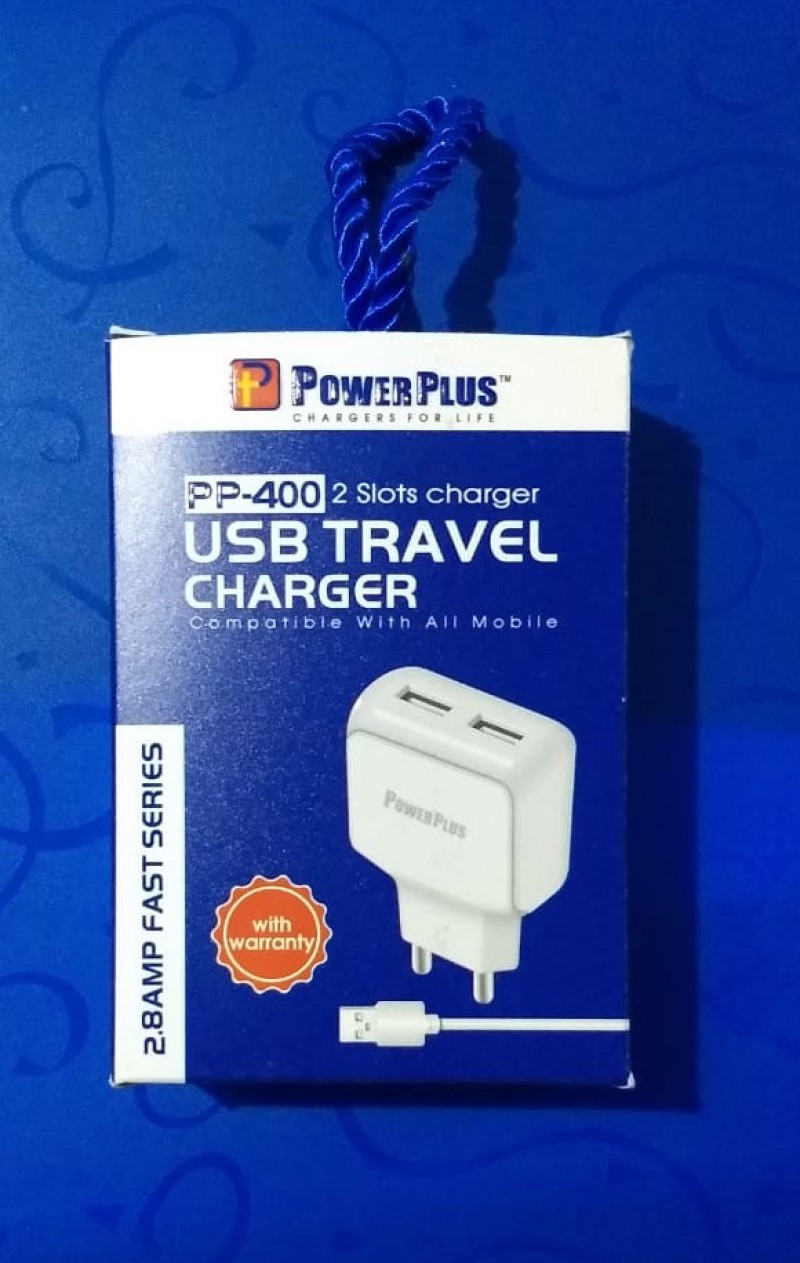 POWERPLUS™
CHARGERS FOR LIFE
PP-400 2 Slots charger
USB TRAVEL
CHARGER
Compatible With All Mobile
POWERPLUS
2.8AMP FAST SERIES
with
warranty